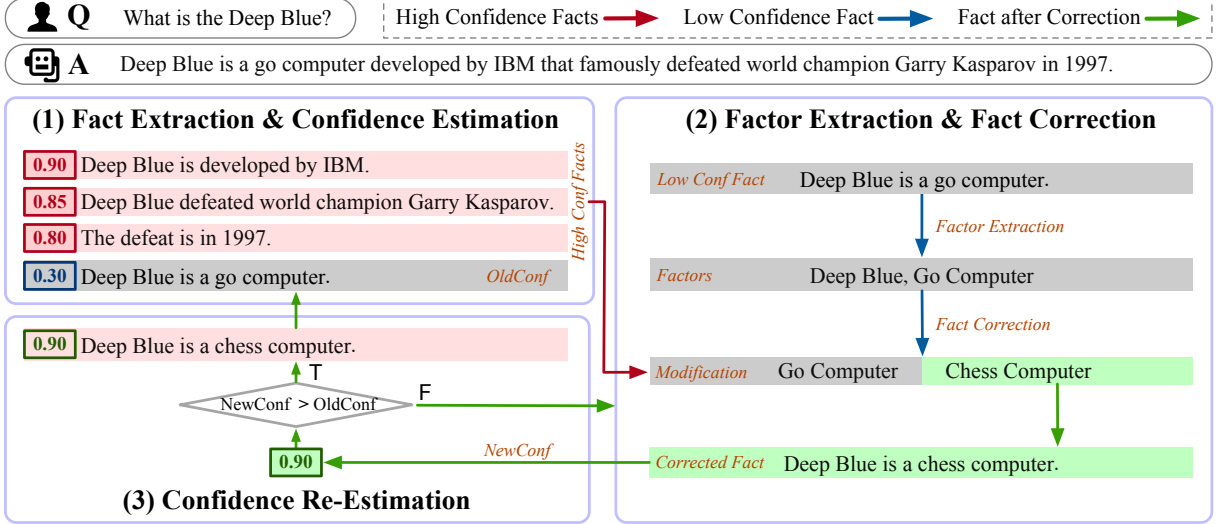 Q What is the Deep Blue?
High Confidence Facts Low Confidence Fact Fact after Correction
A Deep Blue is a go computer developed by IBM that famously defeated world champion Garry Kasparov in 1997.
(1) Fact Extraction & Confidence Estimation
0.90 Deep Blue is developed by IBM.
0.85 Deep Blue defeated world champion Garry Kasparov.
0.80 The defeat is in 1997.
0.30 Deep Blue is a go computer. OldConf
High Conf Facts
(2) Factor Extraction & Fact Correction
Low Conf Fact Deep Blue is a go computer.
Factor Extraction
Factors Deep Blue, Go Computer
Fact Correction
Modification Go Computer Chess Computer
Corrected Fact Deep Blue is a chess computer.
NewConf
0.90 Deep Blue is a chess computer.
T
NewConf > OldConf
F
0.90
(3) Confidence Re-Estimation